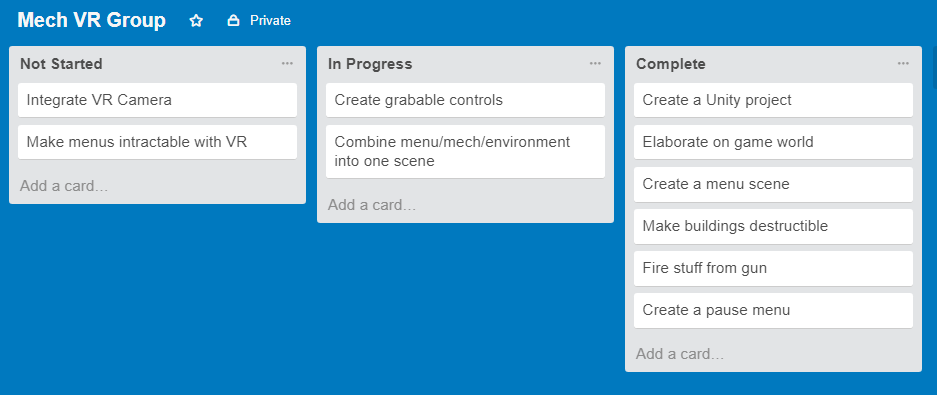 Mech VR Group
Private
Not Started
Integrate VR Camera
Make menus intractable with VR
Add a card...
In Progress
Create grabable controls
Combine menu/mech/environment
into one scene
Add a card...
Complete
Create a Unity project
Elaborate on game world
Create a menu scene
Make buildings destructible
Fire stuff from gun
Create a pause menu
Add a card...